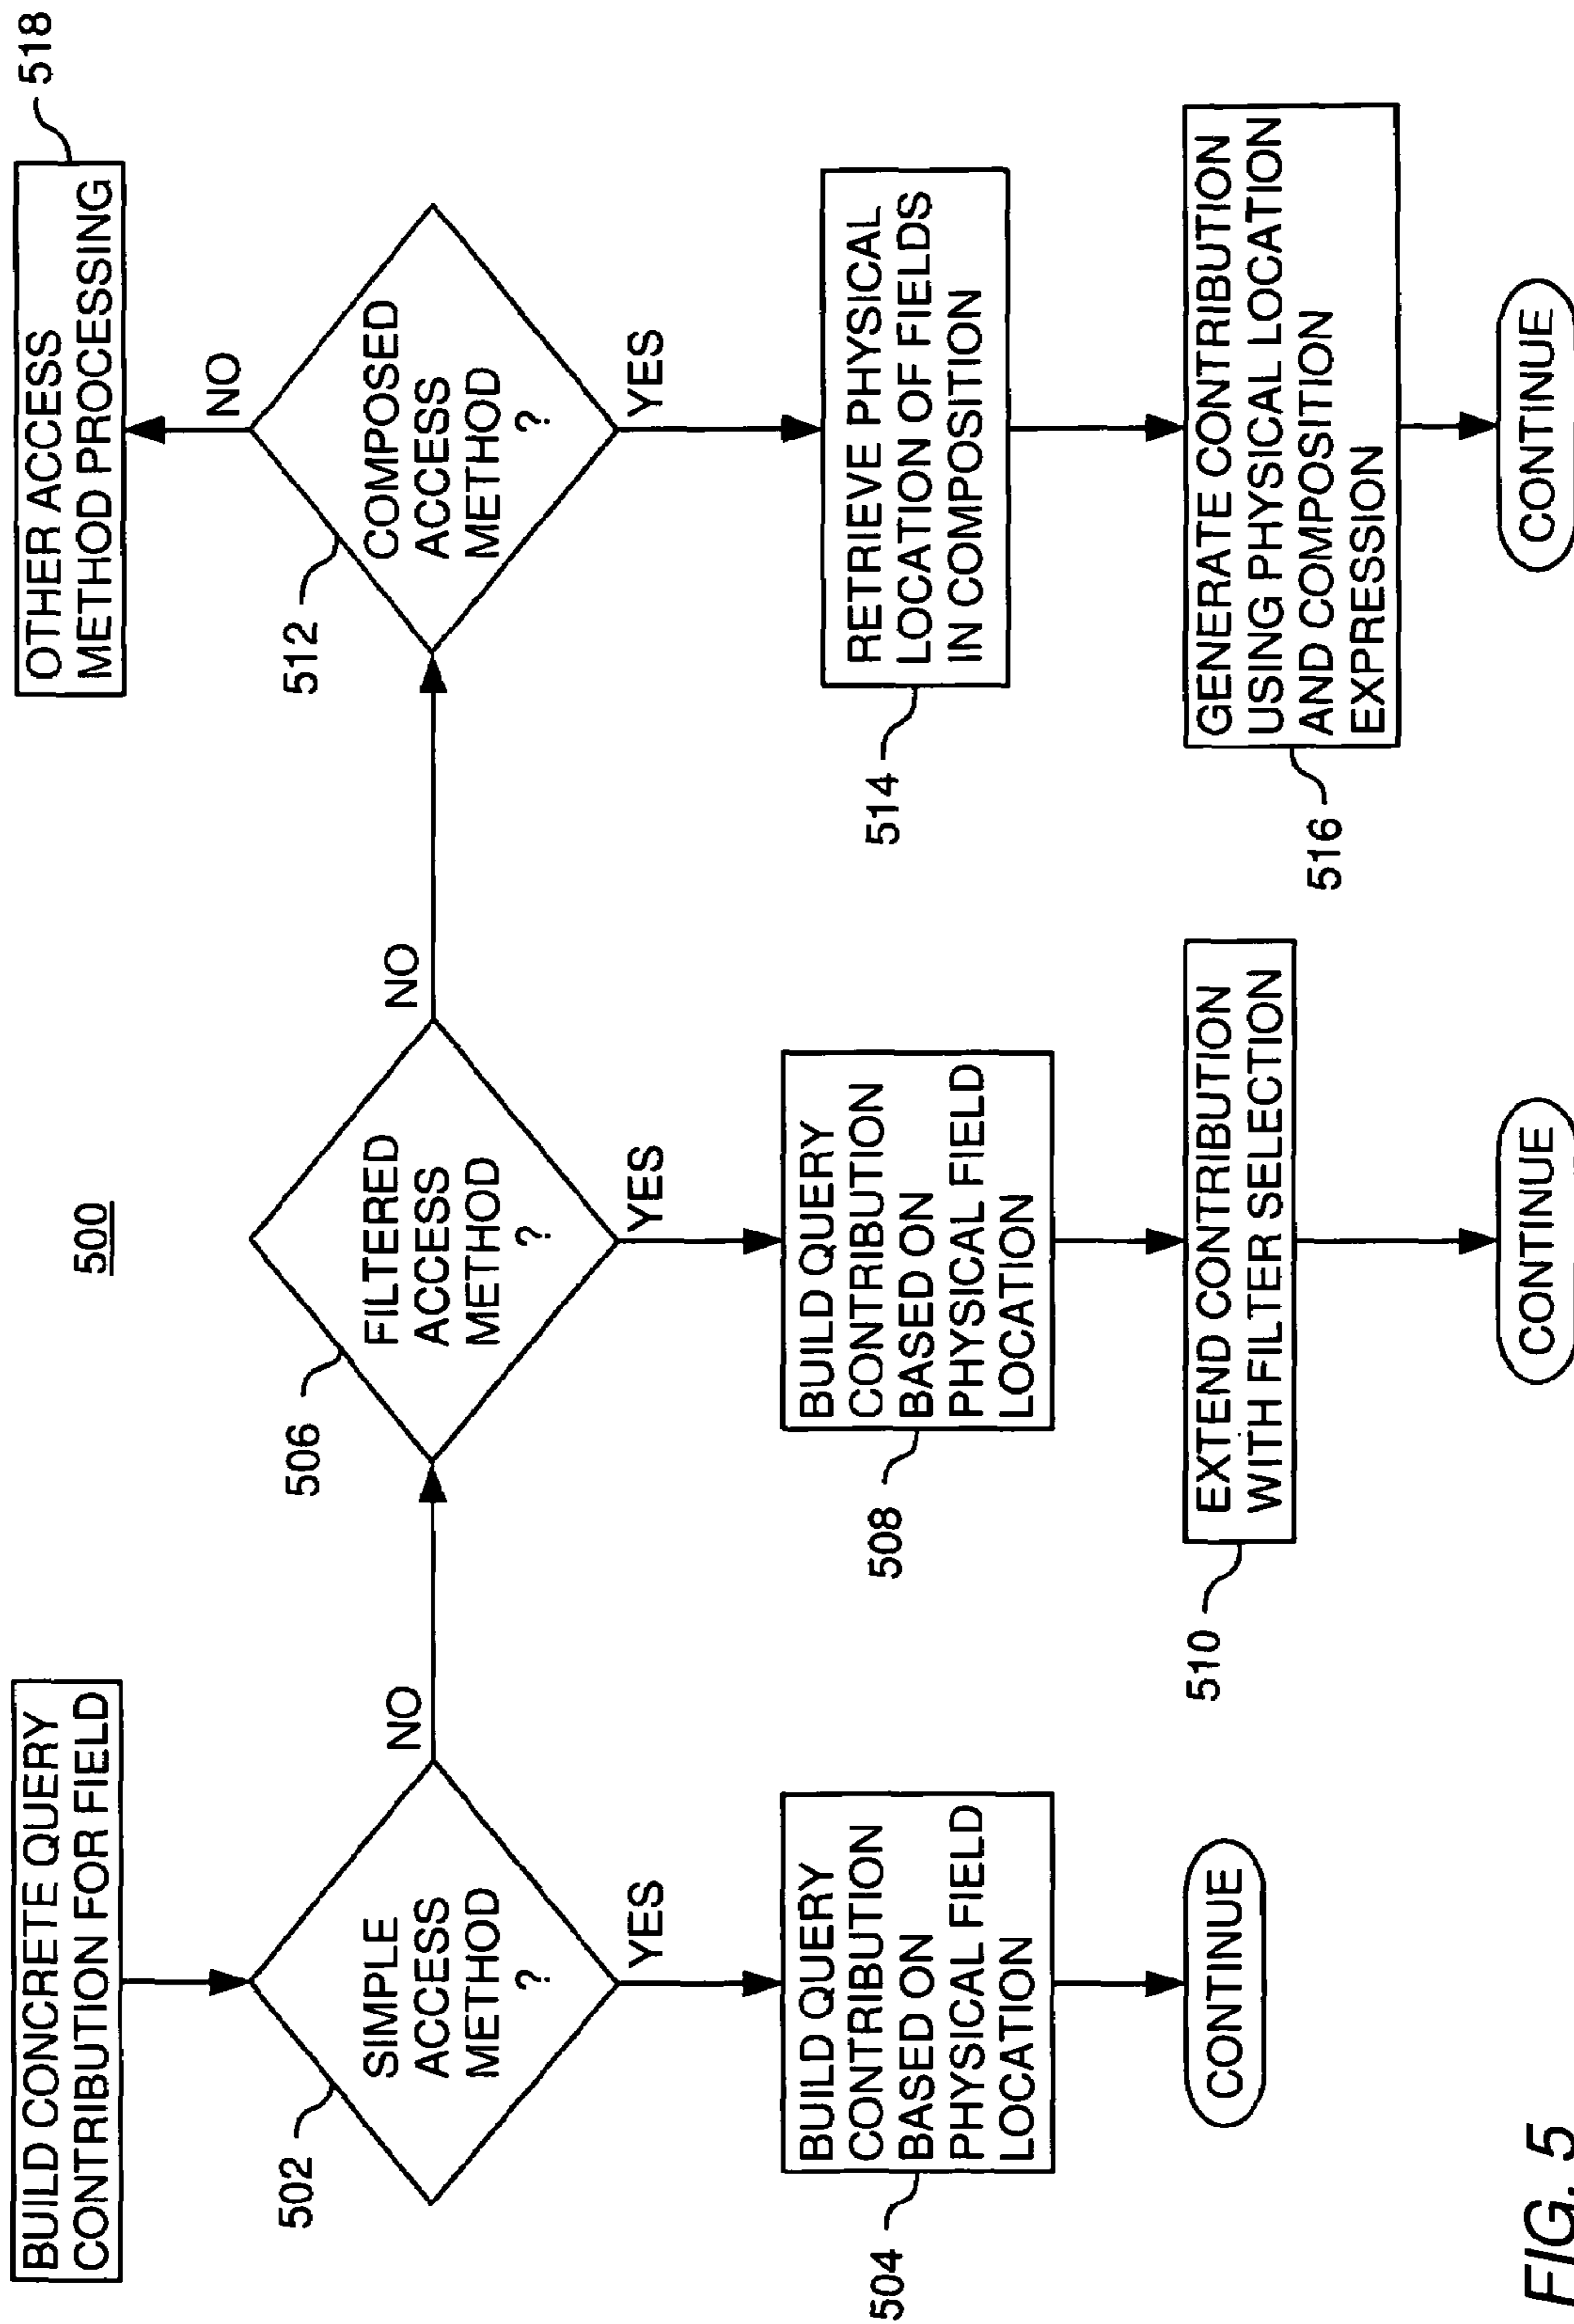 500
BUILD CONCRETE QUERY
CONTRIBUTION FOR FIELD
502
SIMPLE
ACCESS
METHOD
?
NO
YES
504
BUILD QUERY
CONTRIBUTION
BASED ON
PHYSICAL FIELD
LOCATION
CONTINUE
506
FILTERED
ACCESS
METHOD
?
NO
YES
508
BUILD QUERY
CONTRIBUTION
BASED ON
PHYSICAL FIELD
LOCATION
510
EXTEND CONTRIBUTION
WITH FILTER SELECTION
CONTINUE
512
COMPOSED
ACCESS
METHOD
?
NO
518
OTHER ACCESS
METHOD PROCESSING
YES
514
RETRIEVE PHYSICAL
LOCATION OF FIELDS
IN COMPOSITION
516
GENERATE CONTRIBUTION
USING PHYSICAL LOCATION
AND COMPOSITION
EXPRESSION
CONTINUE
FIG. 5